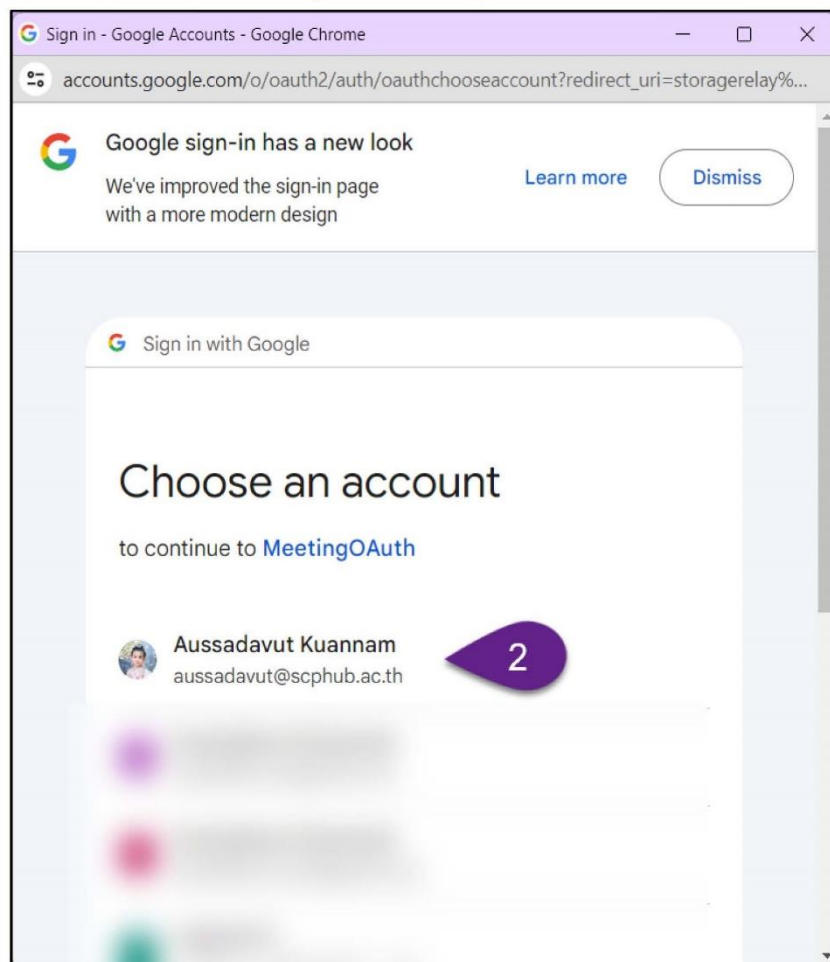 Sign in - Google Accounts - Google Chrome
accounts.google.com/o/oauth2/auth/oauthchooseaccount?redirect_uri=storagerelay%...
Google sign-in has a new look
We've improved the sign-in page
with a more modern design
Learn more
Dismiss
Sign in with Google
Choose an account
to continue to MeetingOAuth
Aussadavut Kuannam
aussadavut@scphub.ac.th
2